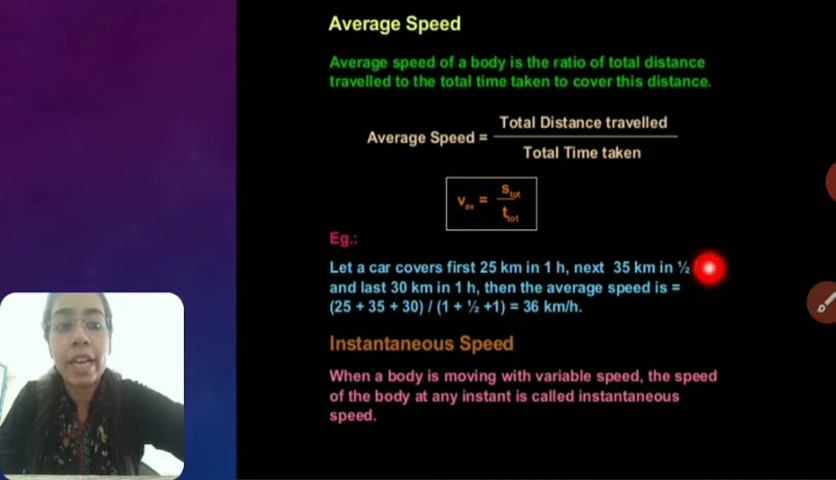 Average Speed
Average speed of a body is the ratio of total distance
travelled to the total time taken to cover this distance.
Average Speed = Total Distance travelled
Total Time taken
v_av = s_tot
t_tot
Eg.:
Let a car covers first 25 km in 1 h, next 35 km in ½
and last 30 km in 1 h, then the average speed is =
(25 + 35 + 30) / (1 + ½ +1) = 36 km/h.
Instantaneous Speed
When a body is moving with variable speed, the speed
of the body at any instant is called instantaneous
speed.